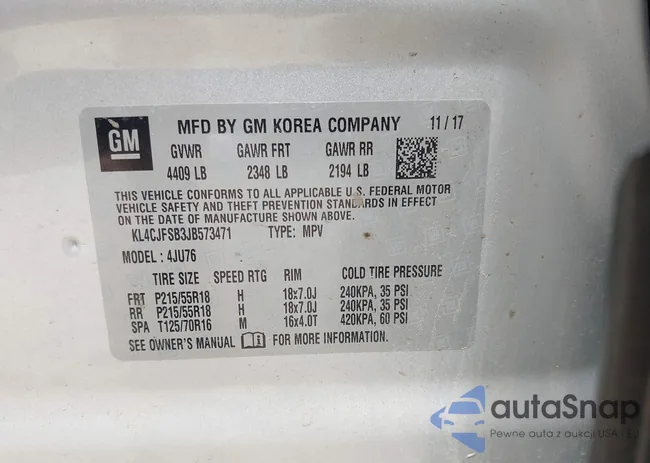 GM
MFD BY GM KOREA COMPANY 11/17
GVWR GAWR FRT GAWR RR
4409 LB 2348 LB 2194 LB
THIS VEHICLE CONFORMS TO ALL APPLICABLE U.S. FEDERAL MOTOR
VEHICLE SAFETY AND THEFT PREVENTION STANDARDS IN EFFECT
ON THE DATE OF MANUFACTURE SHOWN ABOVE.
KL4CJFSB3JB573471 TYPE: MPV
MODEL : 4JU76
TIRE SIZE SPEED RTG RIM COLD TIRE PRESSURE
FRT P215/55R18 H 18x7.0J 240KPA, 35 PSI
RR P215/55R18 H 18x7.0J 240KPA, 35 PSI
SPA T125/70R16 M 16x4.0T 420KPA, 60 PSI
SEE OWNER'S MANUAL FOR MORE INFORMATION.
autoSnap
Pewne auta z aukcji USA